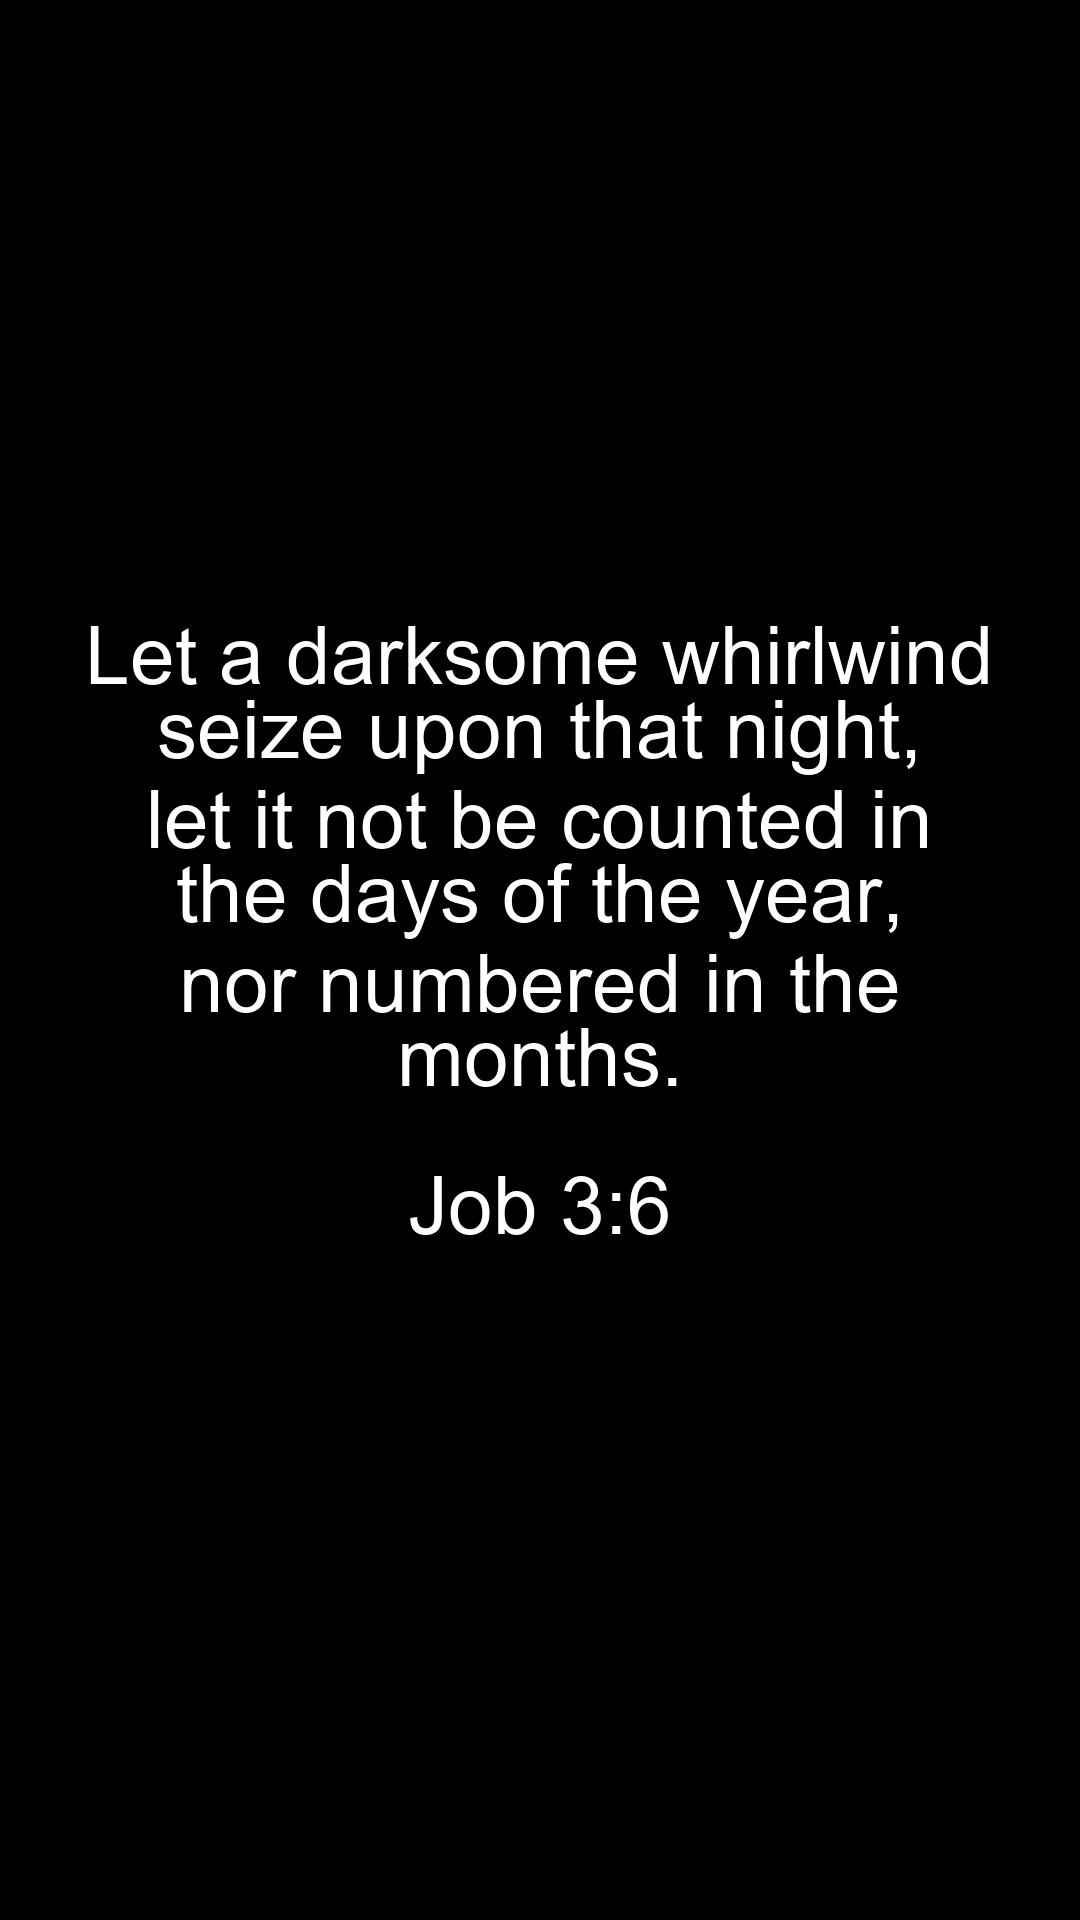 Let a darksome whirlwind
seize upon that night,
let it not be counted in
the days of the year,
nor numbered in the
months.
Job 3:6